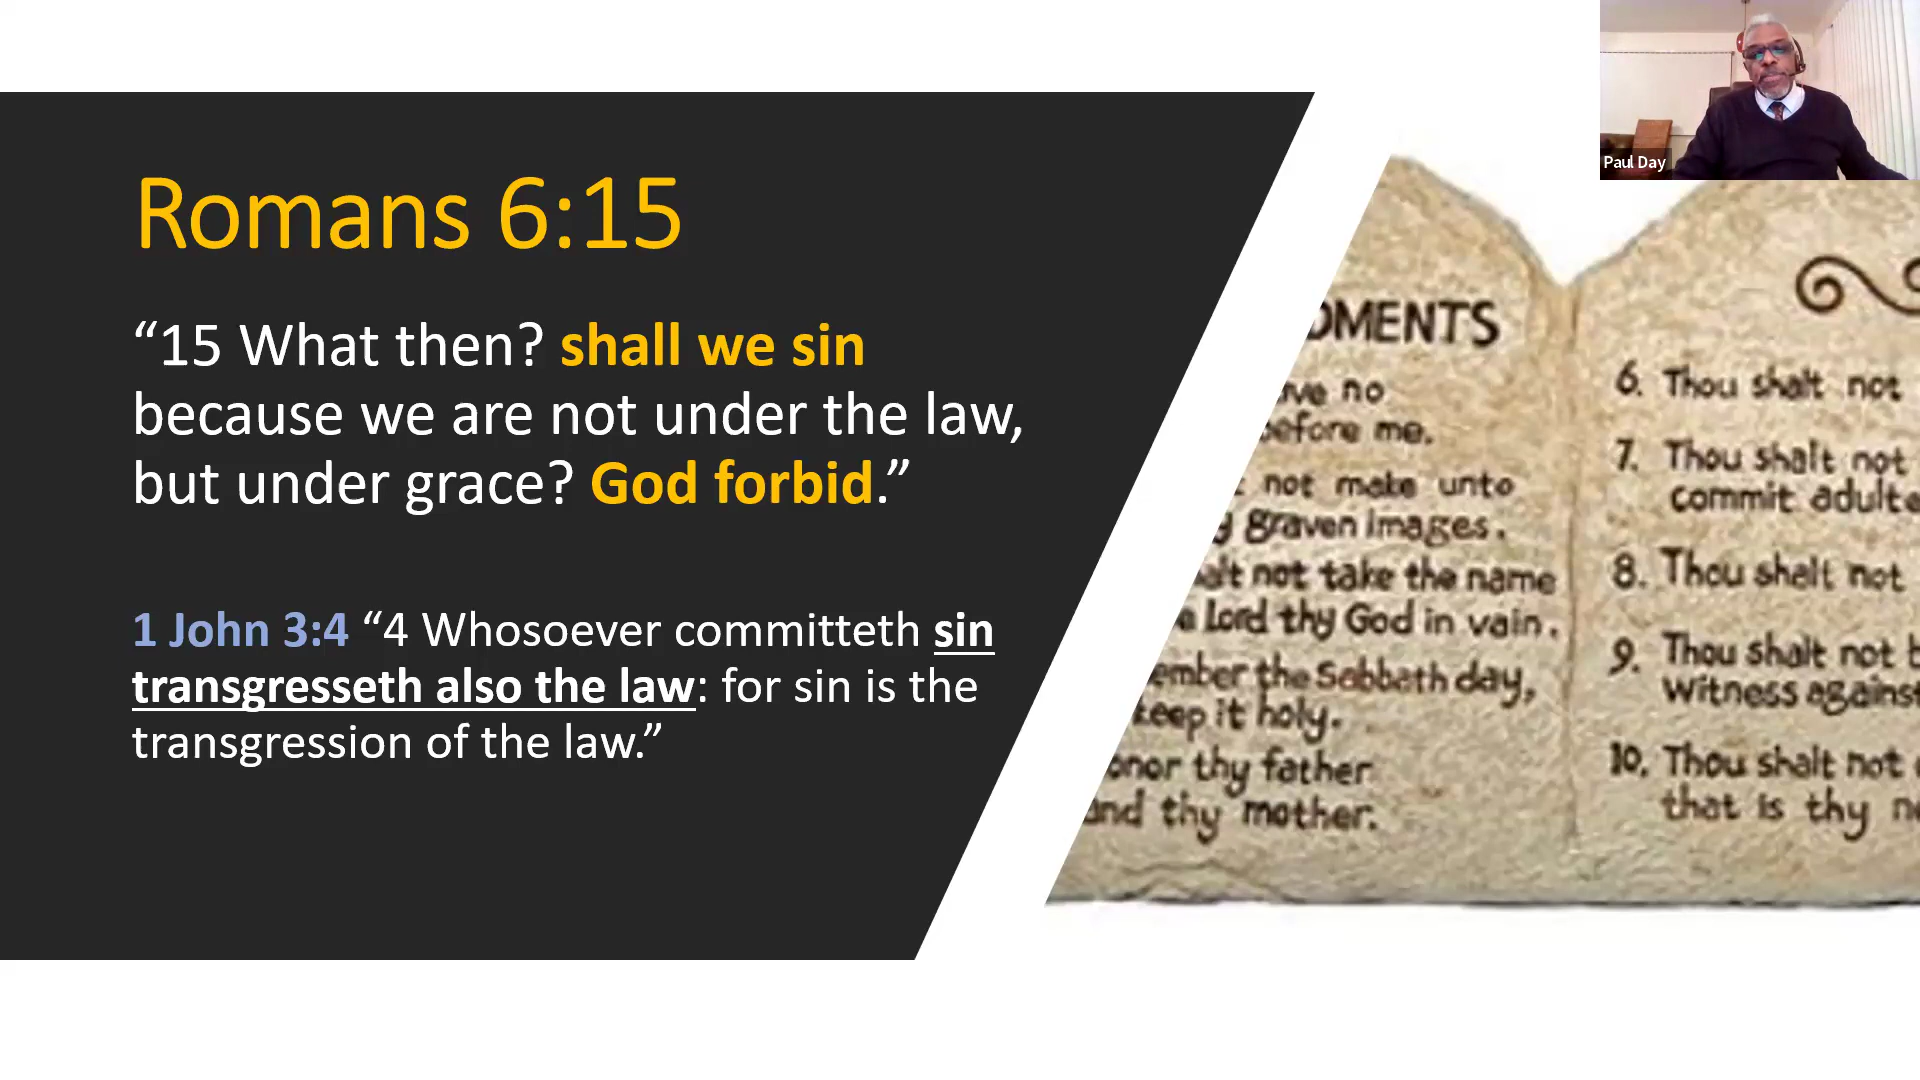 Romans 6:15
“15 What then? shall we sin
because we are not under the law,
but under grace? God forbid.”
1 John 3:4 “4 Whosoever committeth sin
transgresseth also the law: for sin is the
transgression of the law.”
Paul Day
no
before me.
not make unto
graven images.
not take the name
Lord thy God in vain.
the Sabbath day,
keep it holy.
thy father
and thy mother.
6. Thou shalt not
7. Thou shalt not
commit
8. Thou shalt not
9. Thou shalt not
Witness against
10. Thou shalt not
that is thy